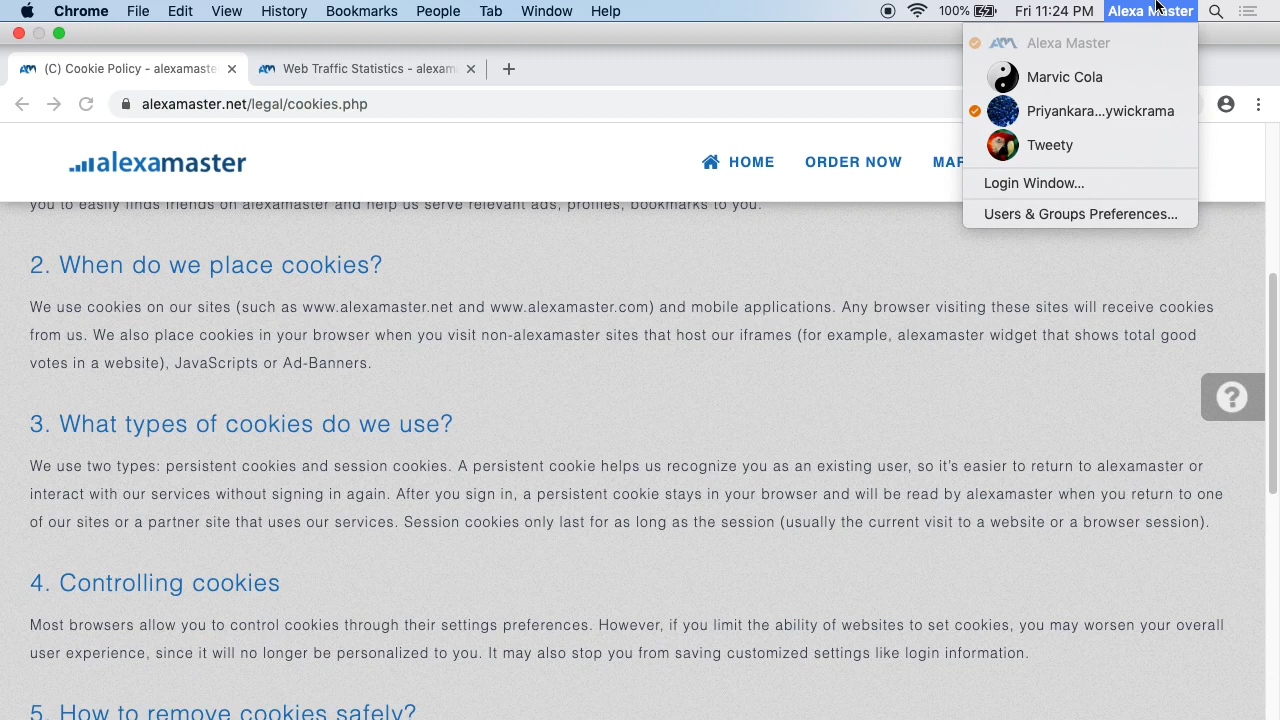 Chrome File Edit View History Bookmarks People Tab Window Help 100% Fri 11:24 PM Alexa Master
Alexa Master
Marvic Cola
Priyankara...ywickrama
Tweety
Login Window...
Users & Groups Preferences...
(C) Cookie Policy - alexamaste
Web Traffic Statistics - alexam
alexamaster.net/legal/cookies.php
alexamaster
HOME ORDER NOW MAR
you to easily finds friends on alexamaster and help us serve relevant ads, profiles, bookmarks to you.
2. When do we place cookies?
We use cookies on our sites (such as www.alexamaster.net and www.alexamaster.com) and mobile applications. Any browser visiting these sites will receive cookies
from us. We also place cookies in your browser when you visit non-alexamaster sites that host our iframes (for example, alexamaster widget that shows total good
votes in a website), JavaScripts or Ad-Banners.
3. What types of cookies do we use?
We use two types: persistent cookies and session cookies. A persistent cookie helps us recognize you as an existing user, so it's easier to return to alexamaster or
interact with our services without signing in again. After you sign in, a persistent cookie stays in your browser and will be read by alexamaster when you return to one
of our sites or a partner site that uses our services. Session cookies only last for as long as the session (usually the current visit to a website or a browser session).
4. Controlling cookies
Most browsers allow you to control cookies through their settings preferences. However, if you limit the ability of websites to set cookies, you may worsen your overall
user experience, since it will no longer be personalized to you. It may also stop you from saving customized settings like login information.
5. How to remove cookies safely?